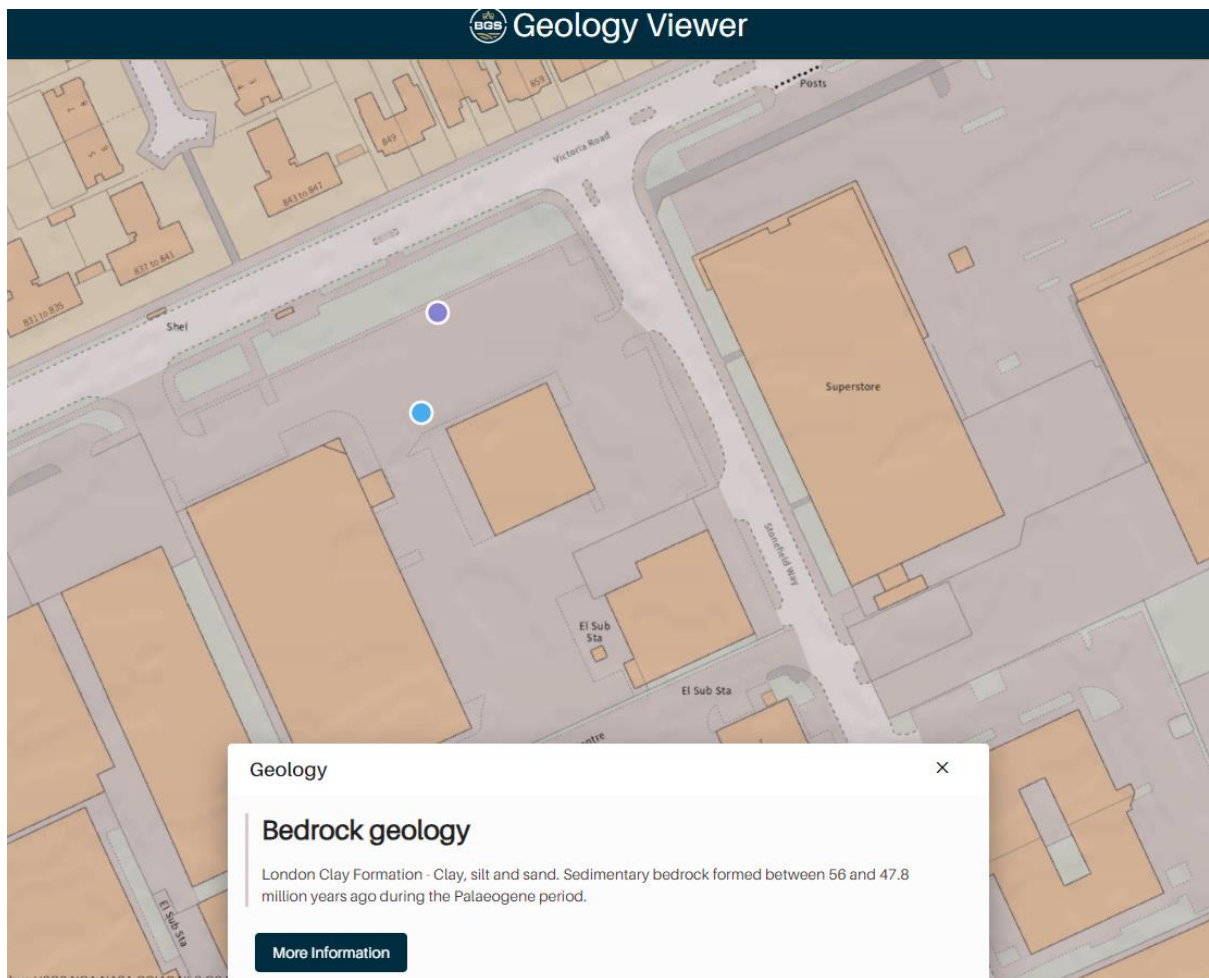 BGS Geology Viewer
Posts
859
Victoria Road
849
843 to 847
837 to 841
831 to 835
Shel
Superstore
Stonefield Way
El Sub
Sta
El Sub Sta
ntre
El Sub Sta
Geology
Bedrock geology
London Clay Formation - Clay, silt and sand. Sedimentary bedrock formed between 56 and 47.8
million years ago during the Palaeogene period.
More Information